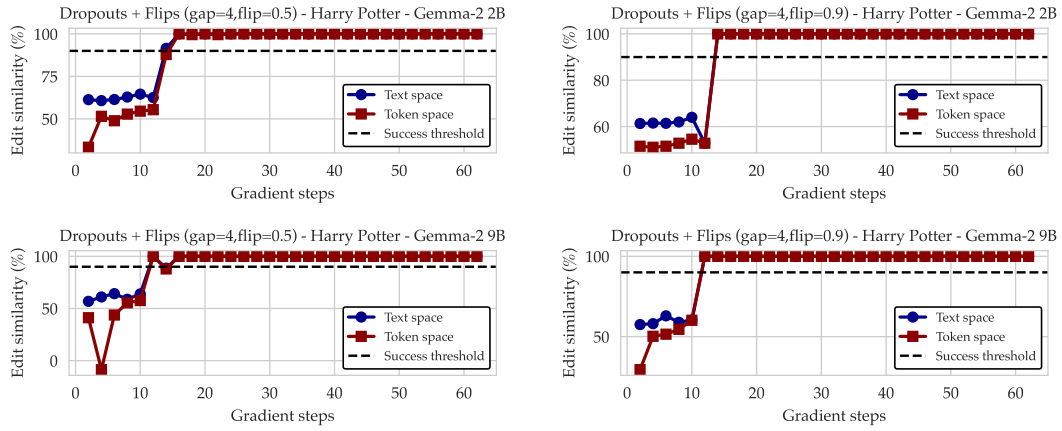 Dropouts + Flips (gap=4,flip=0.5) - Harry Potter - Gemma-2 2B
Edit similarity (%)
100
75
50
Text space
Token space
Success threshold
0 10 20 30 40 50 60
Gradient steps
Dropouts + Flips (gap=4,flip=0.9) - Harry Potter - Gemma-2 2B
Edit similarity (%)
100
80
60
Text space
Token space
Success threshold
0 10 20 30 40 50 60
Gradient steps
Dropouts + Flips (gap=4,flip=0.5) - Harry Potter - Gemma-2 9B
Edit similarity (%)
100
50
0
Text space
Token space
Success threshold
0 10 20 30 40 50 60
Gradient steps
Dropouts + Flips (gap=4,flip=0.9) - Harry Potter - Gemma-2 9B
Edit similarity (%)
100
50
Text space
Token space
Success threshold
0 10 20 30 40 50 60
Gradient steps